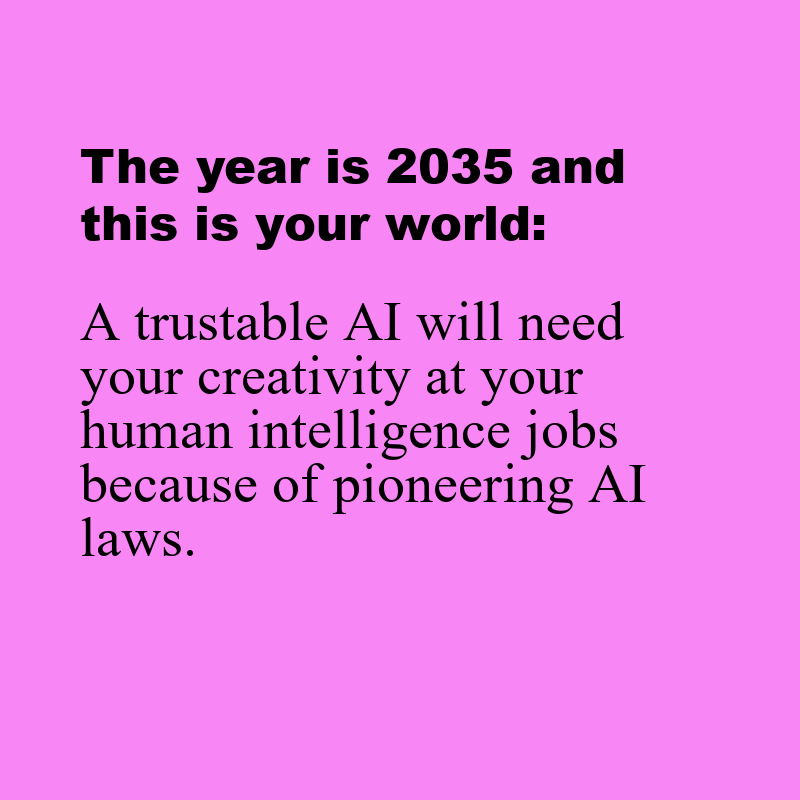 The year is 2035 and
this is your world:
A trustable AI will need
your creativity at your
human intelligence jobs
because of pioneering AI
laws.